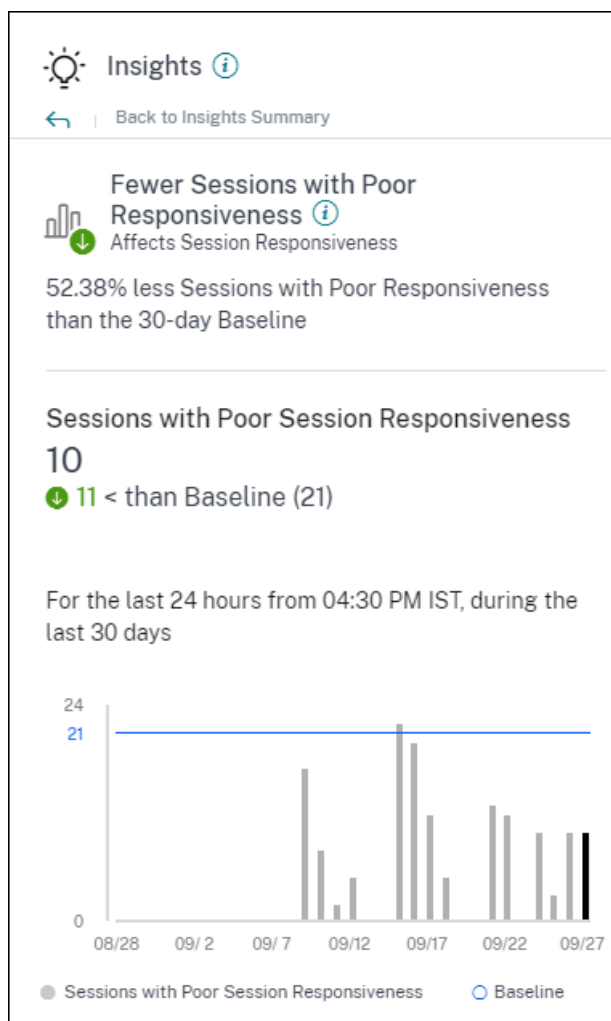 Insights
Back to Insights Summary
Fewer Sessions with Poor
Responsiveness
Affects Session Responsiveness
52.38% less Sessions with Poor Responsiveness
than the 30-day Baseline
Sessions with Poor Session Responsiveness
10
11 < than Baseline (21)
For the last 24 hours from 04:30 PM IST, during the
last 30 days
24
21
0
08/28 09/ 2 09/ 7 09/12 09/17 09/22 09/27
Sessions with Poor Session Responsiveness Baseline